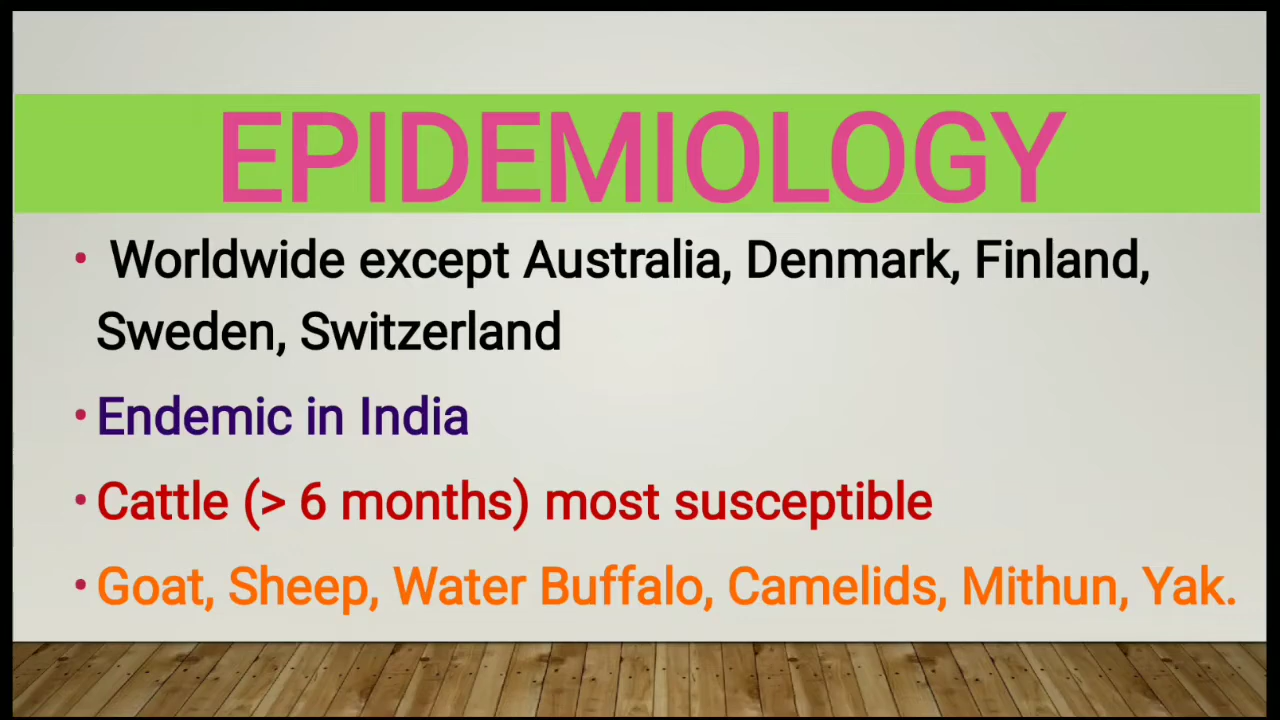 EPIDEMIOLOGY
• Worldwide except Australia, Denmark, Finland,
Sweden, Switzerland
• Endemic in India
• Cattle (> 6 months) most susceptible
• Goat, Sheep, Water Buffalo, Camelids, Mithun, Yak.